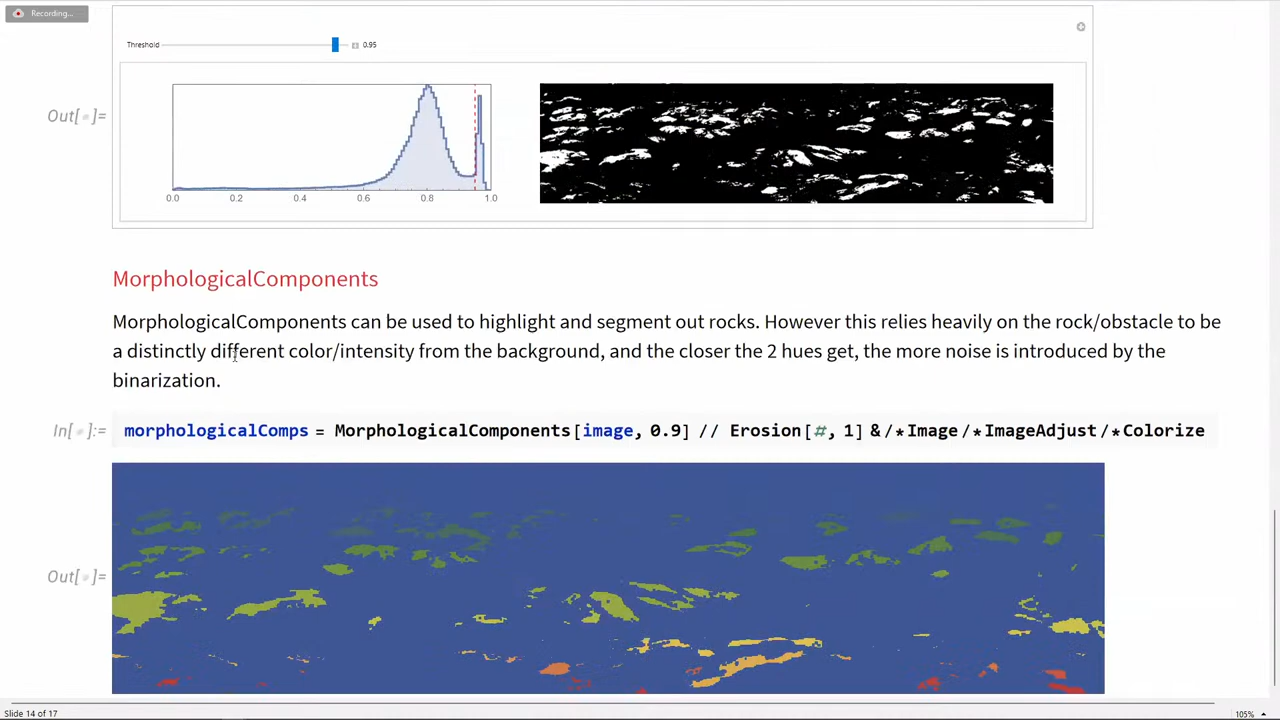 Recording...
Threshold 0.95
Out[ ]=
0.0 0.2 0.4 0.6 0.8 1.0
MorphologicalComponents
MorphologicalComponents can be used to highlight and segment out rocks. However this relies heavily on the rock/obstacle to be
a distinctly different color/intensity from the background, and the closer the 2 hues get, the more noise is introduced by the
binarization.
In[ ]:= morphologicalComps = MorphologicalComponents[image, 0.9] // Erosion[#, 1] & /* Image /* ImageAdjust /* Colorize
Out[ ]=
Slide 14 of 17
105%